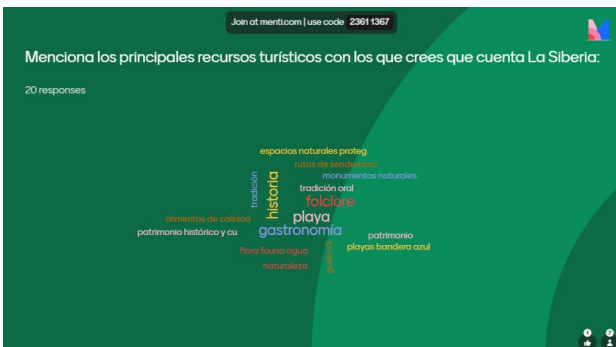 Join at menti.com | use code 2361 1367
Menciona los principales recursos turísticos con los que crees que cuenta La Siberia:
20 responses
espacios naturales proteg
rutas de senderismo
monumentos naturales
tradición
historia
tradición oral
folclore
playa
alimentos de calidad
gastronomía
patrimonio histórico y cu
patrimonio
playas bandera azul
flora fauna agua
naturaleza